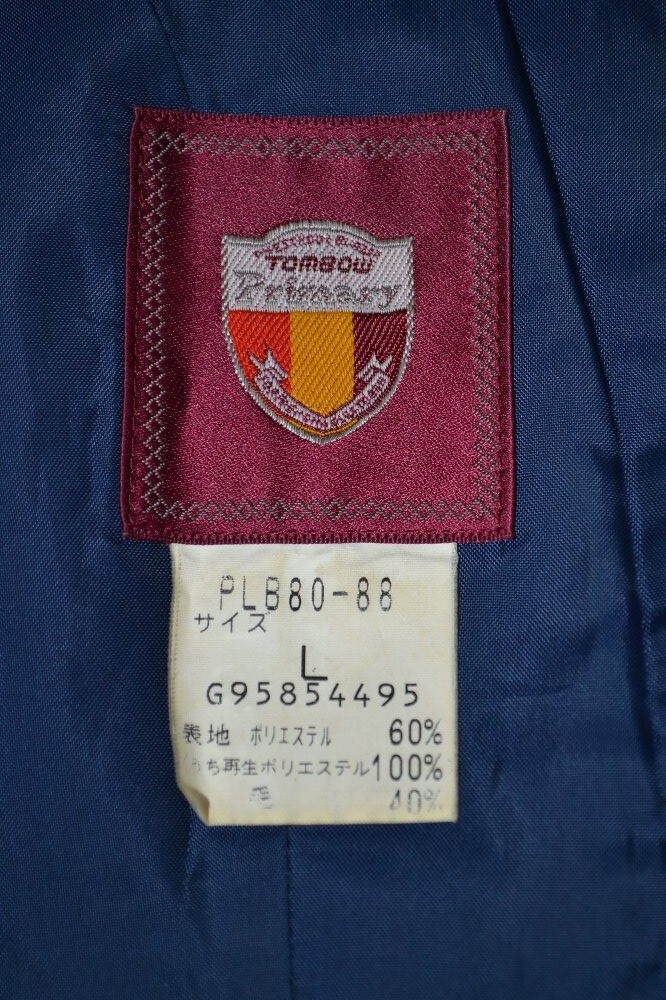 TOMBOW
Primary
PLB80-88
サイズ
L
G95854495
表地 ポリエステル 60%
うち再生ポリエステル100%
毛 40%